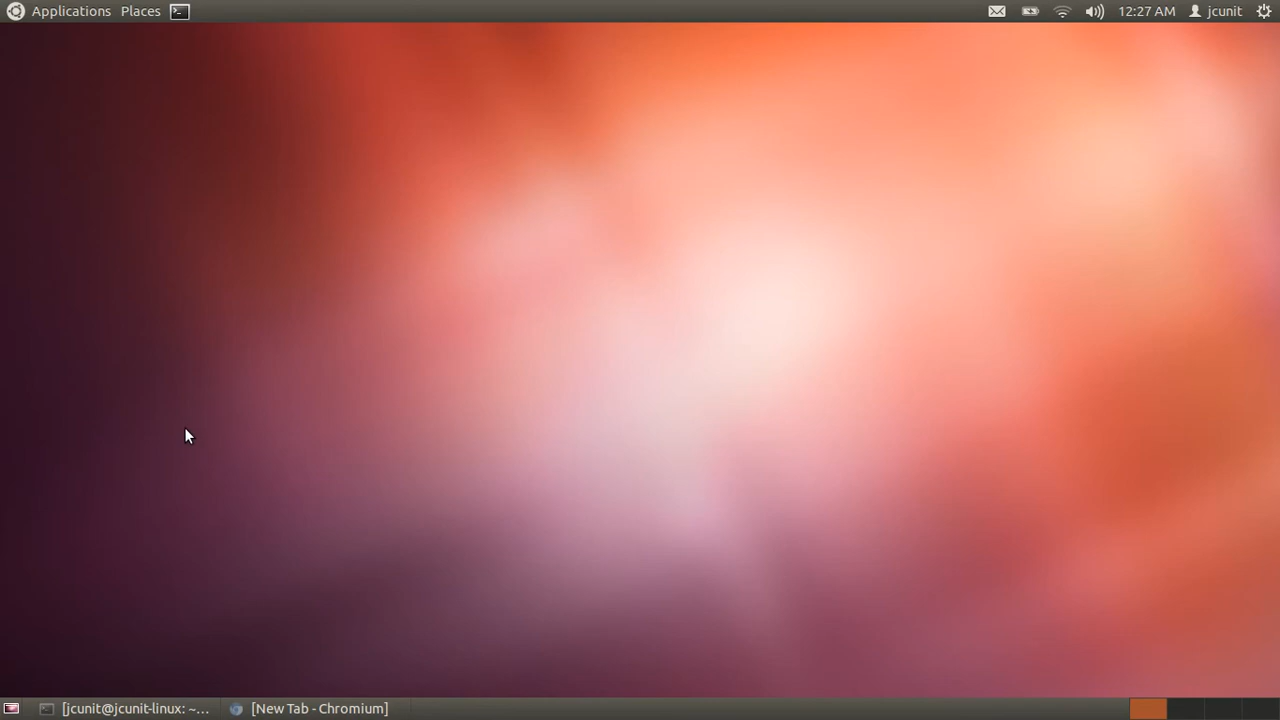 Applications Places 12:27 AM jcunit
[jcunit@jcunit-linux: ~... [New Tab - Chromium]